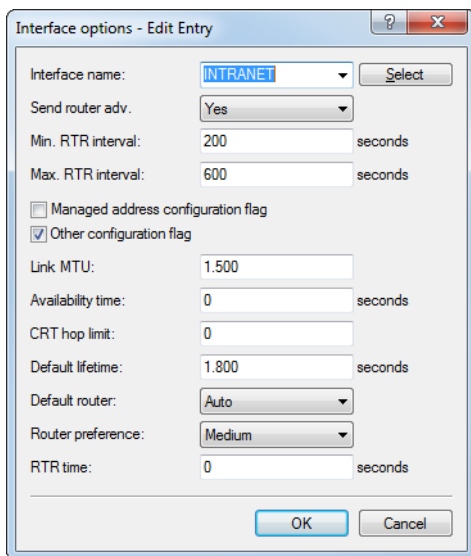 Interface options - Edit Entry
Interface name: INTRANET Select
Send router adv. Yes
Min. RTR interval: 200 seconds
Max. RTR interval: 600 seconds
Managed address configuration flag
Other configuration flag
Link MTU: 1.500
Availability time: 0 seconds
CRT hop limit: 0
Default lifetime: 1.800 seconds
Default router: Auto
Router preference: Medium
RTR time: 0 seconds
OK Cancel